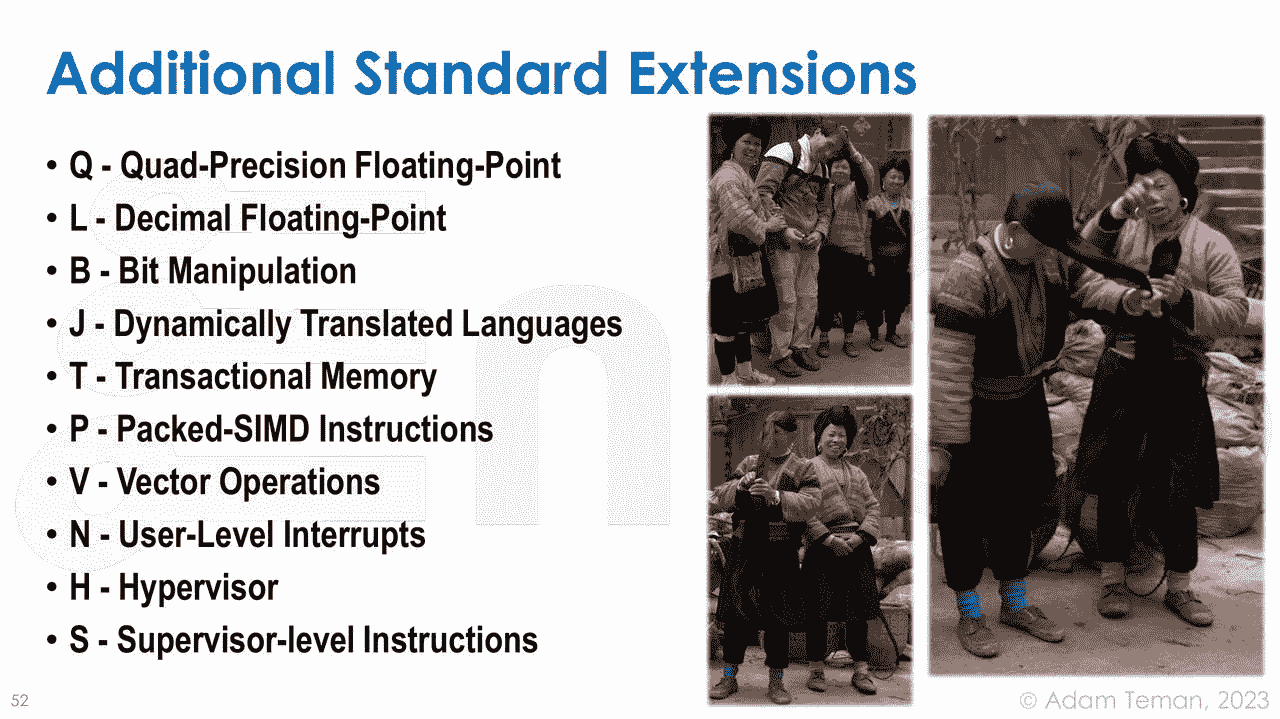 Additional Standard Extensions
• Q - Quad-Precision Floating-Point
• L - Decimal Floating-Point
• B - Bit Manipulation
• J - Dynamically Translated Languages
• T - Transactional Memory
• P - Packed-SIMD Instructions
• V - Vector Operations
• N - User-Level Interrupts
• H - Hypervisor
• S - Supervisor-level Instructions
52
© Adam Teman, 2023